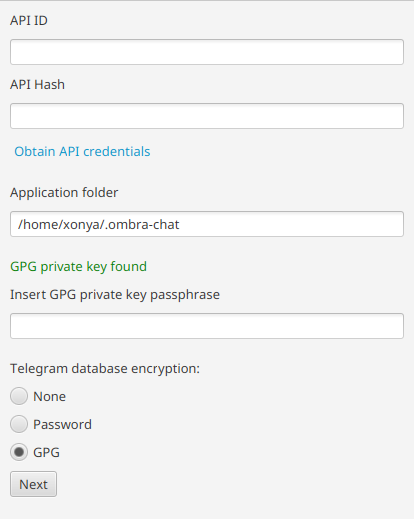 API ID
API Hash
Obtain API credentials
Application folder
/home/xonya/.ombra-chat
GPG private key found
Insert GPG private key passphrase
Telegram database encryption:
None
Password
GPG
Next